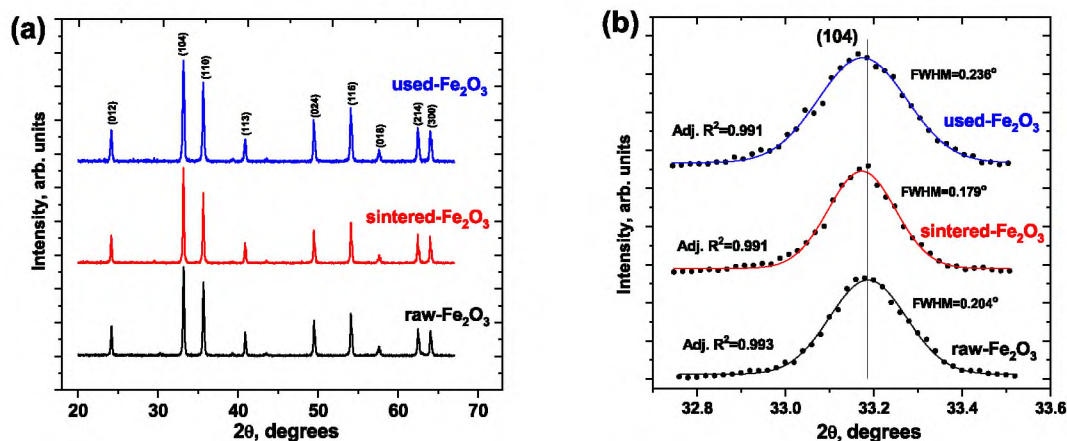 (a)
(012)
(104)
(110)
(113)
(024)
(116)
(018)
(214)
(300)
used-Fe₂O₃
sintered-Fe₂O₃
raw-Fe₂O₃
Intensity, arb. units
20 30 40 50 60 70
2θ, degrees
(b)
(104)
FWHM=0.236°
used-Fe₂O₃
Adj. R²=0.991
FWHM=0.179°
sintered-Fe₂O₃
Adj. R²=0.991
FWHM=0.204°
Adj. R²=0.993
raw-Fe₂O₃
Intensity, arb. units
32.8 33.0 33.2 33.4 33.6
2θ, degrees